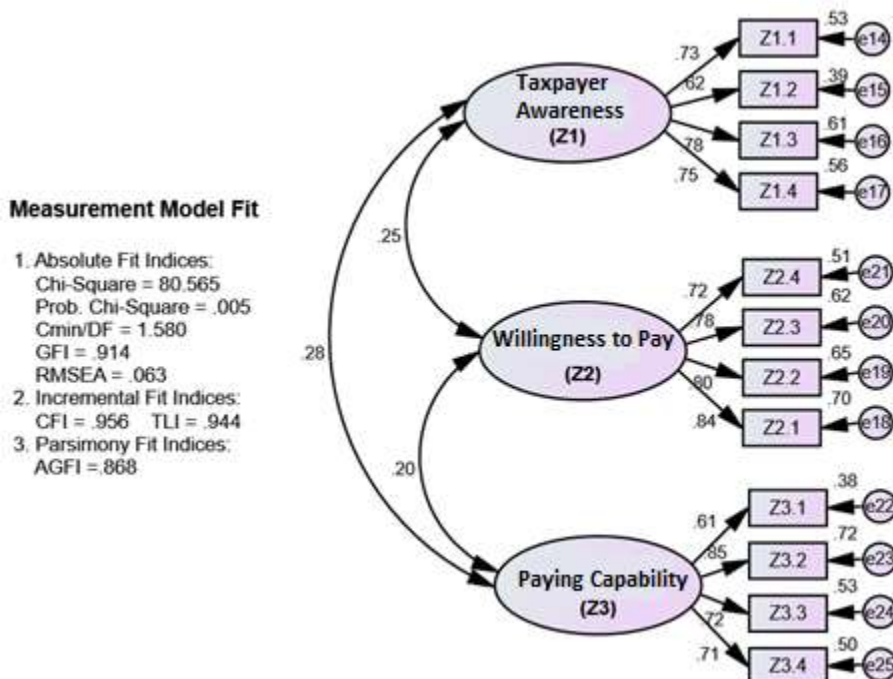 Measurement Model Fit
1. Absolute Fit Indices:
Chi-Square = 80.565
Prob. Chi-Square = .005
Cmin/DF = 1.580
GFI = .914
RMSEA = .063
2. Incremental Fit Indices:
CFI = .956 TLI = .944
3. Parsimony Fit Indices:
AGFI =.868
.28
.25
.20
Taxpayer
Awareness
(Z1)
.73
.62
.78
.75
Z1.1
.53
e14
Z1.2
.39
e15
Z1.3
.61
e16
Z1.4
.56
e17
Willingness to Pay
(Z2)
.72
.78
.80
.84
Z2.4
.51
e21
Z2.3
.62
e20
Z2.2
.65
e19
Z2.1
.70
e18
Paying Capability
(Z3)
.61
.85
.72
.71
Z3.1
.38
e22
Z3.2
.72
e23
Z3.3
.53
e24
Z3.4
.50
e25